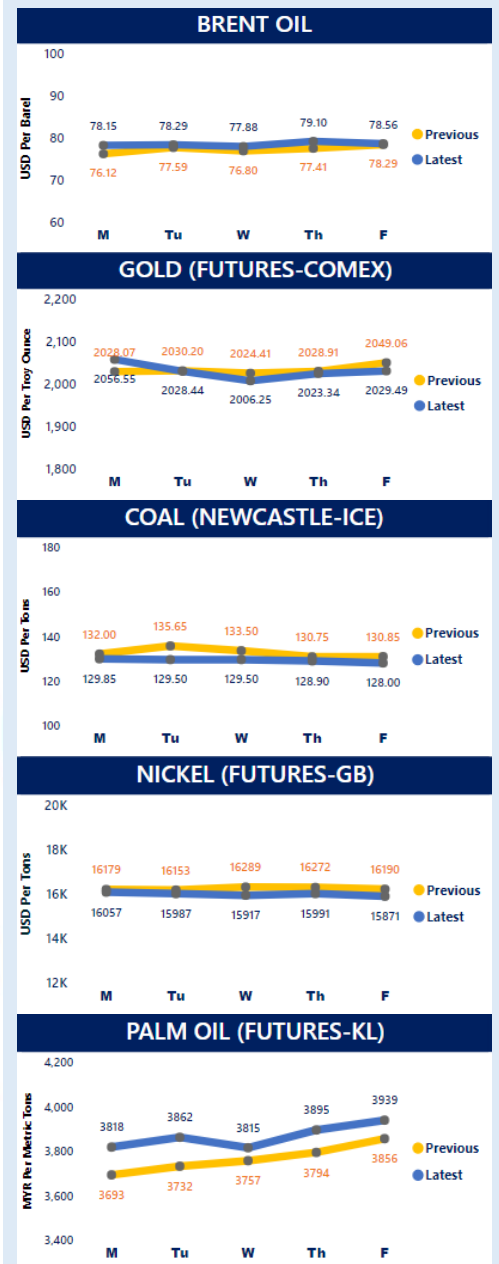 BRENT OIL
100
90
80
70
60
USD Per Barel
78.15 78.29 77.88 79.10 78.56
76.12 77.59 76.80 77.41 78.29
Previous
Latest
M Tu W Th F
GOLD (FUTURES-COMEX)
2,200
2,100
2,000
1,900
1,800
USD Per Troy Ounce
2028.07 2030.20 2024.41 2028.91 2049.06
2056.55 2028.44 2006.25 2023.34 2029.49
Previous
Latest
M Tu W Th F
COAL (NEWCASTLE-ICE)
180
160
140
120
100
USD Per Tons
132.00 135.65 133.50 130.75 130.85
129.85 129.50 129.50 128.90 128.00
Previous
Latest
M Tu W Th F
NICKEL (FUTURES-GB)
20K
18K
16K
14K
12K
USD Per Tons
16179 16153 16289 16272 16190
16057 15987 15917 15991 15871
Previous
Latest
M Tu W Th F
PALM OIL (FUTURES-KL)
4,200
4,000
3,800
3,600
3,400
MYR Per Metric Tons
3818 3862 3815 3895 3939
3693 3732 3757 3794 3856
Previous
Latest
M Tu W Th F